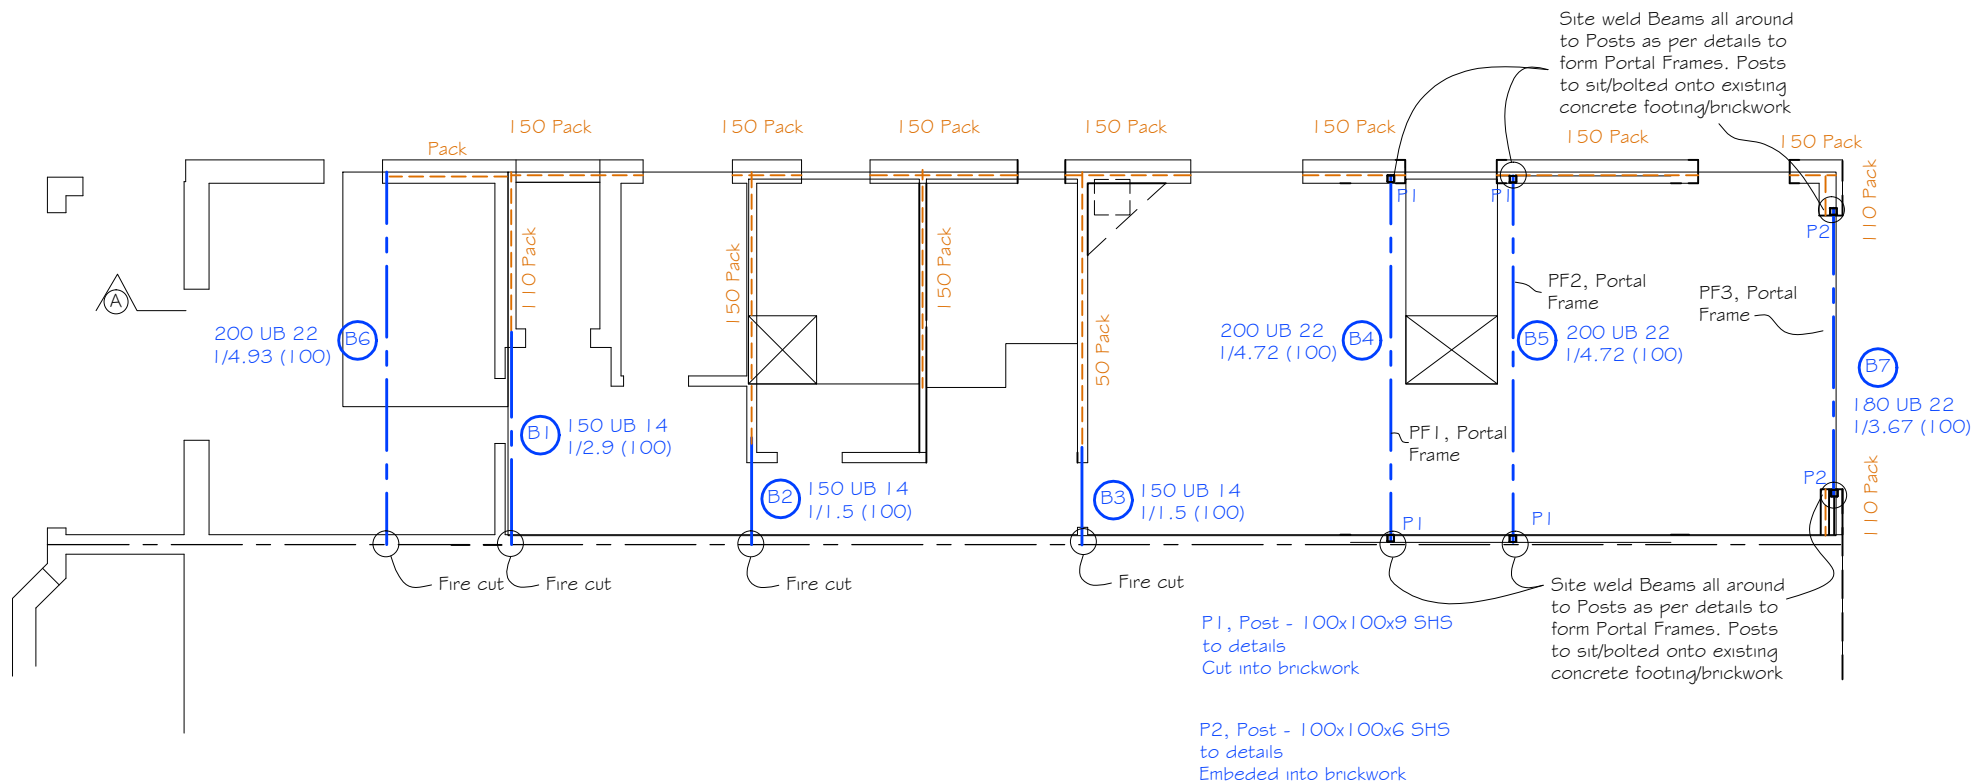 Site weld Beams all around
to Posts as per details to
form Portal Frames. Posts
to sit/bolted onto existing
concrete footing/brickwork
150 Pack
150 Pack
150 Pack
150 Pack
150 Pack
150 Pack
150 Pack
Pack
110 Pack
P1
P1
P2
110 Pack
150 Pack
150 Pack
50 Pack
A
PF2, Portal
Frame
PF3, Portal
Frame
200 UB 22
1/4.93 (100)
B6
200 UB 22
1/4.72 (100)
B4
B5
200 UB 22
1/4.72 (100)
B7
180 UB 22
1/3.67 (100)
B1
150 UB 14
1/2.9 (100)
PF1, Portal
Frame
B2
150 UB 14
1/1.5 (100)
B3
150 UB 14
1/1.5 (100)
P2
110 Pack
P1
P1
Fire cut
Fire cut
Fire cut
Fire cut
Site weld Beams all around
to Posts as per details to
form Portal Frames. Posts
to sit/bolted onto existing
concrete footing/brickwork
P1, Post - 100x100x9 SHS
to details
Cut into brickwork
P2, Post - 100x100x6 SHS
to details
Embeded into brickwork